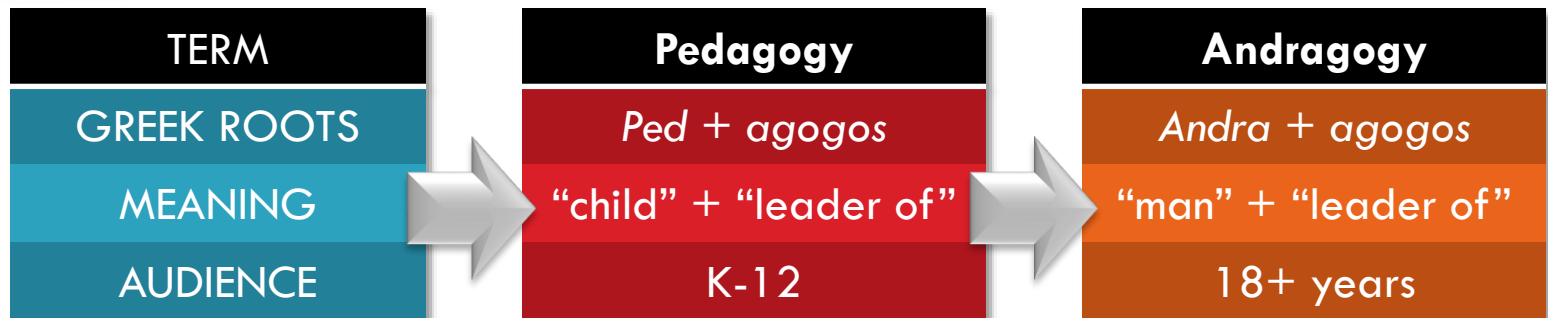 TERM
Pedagogy
Andragogy
GREEK ROOTS
Ped + agogos
Andra + agogos
MEANING
“child” + “leader of”
“man” + “leader of”
AUDIENCE
K-12
18+ years